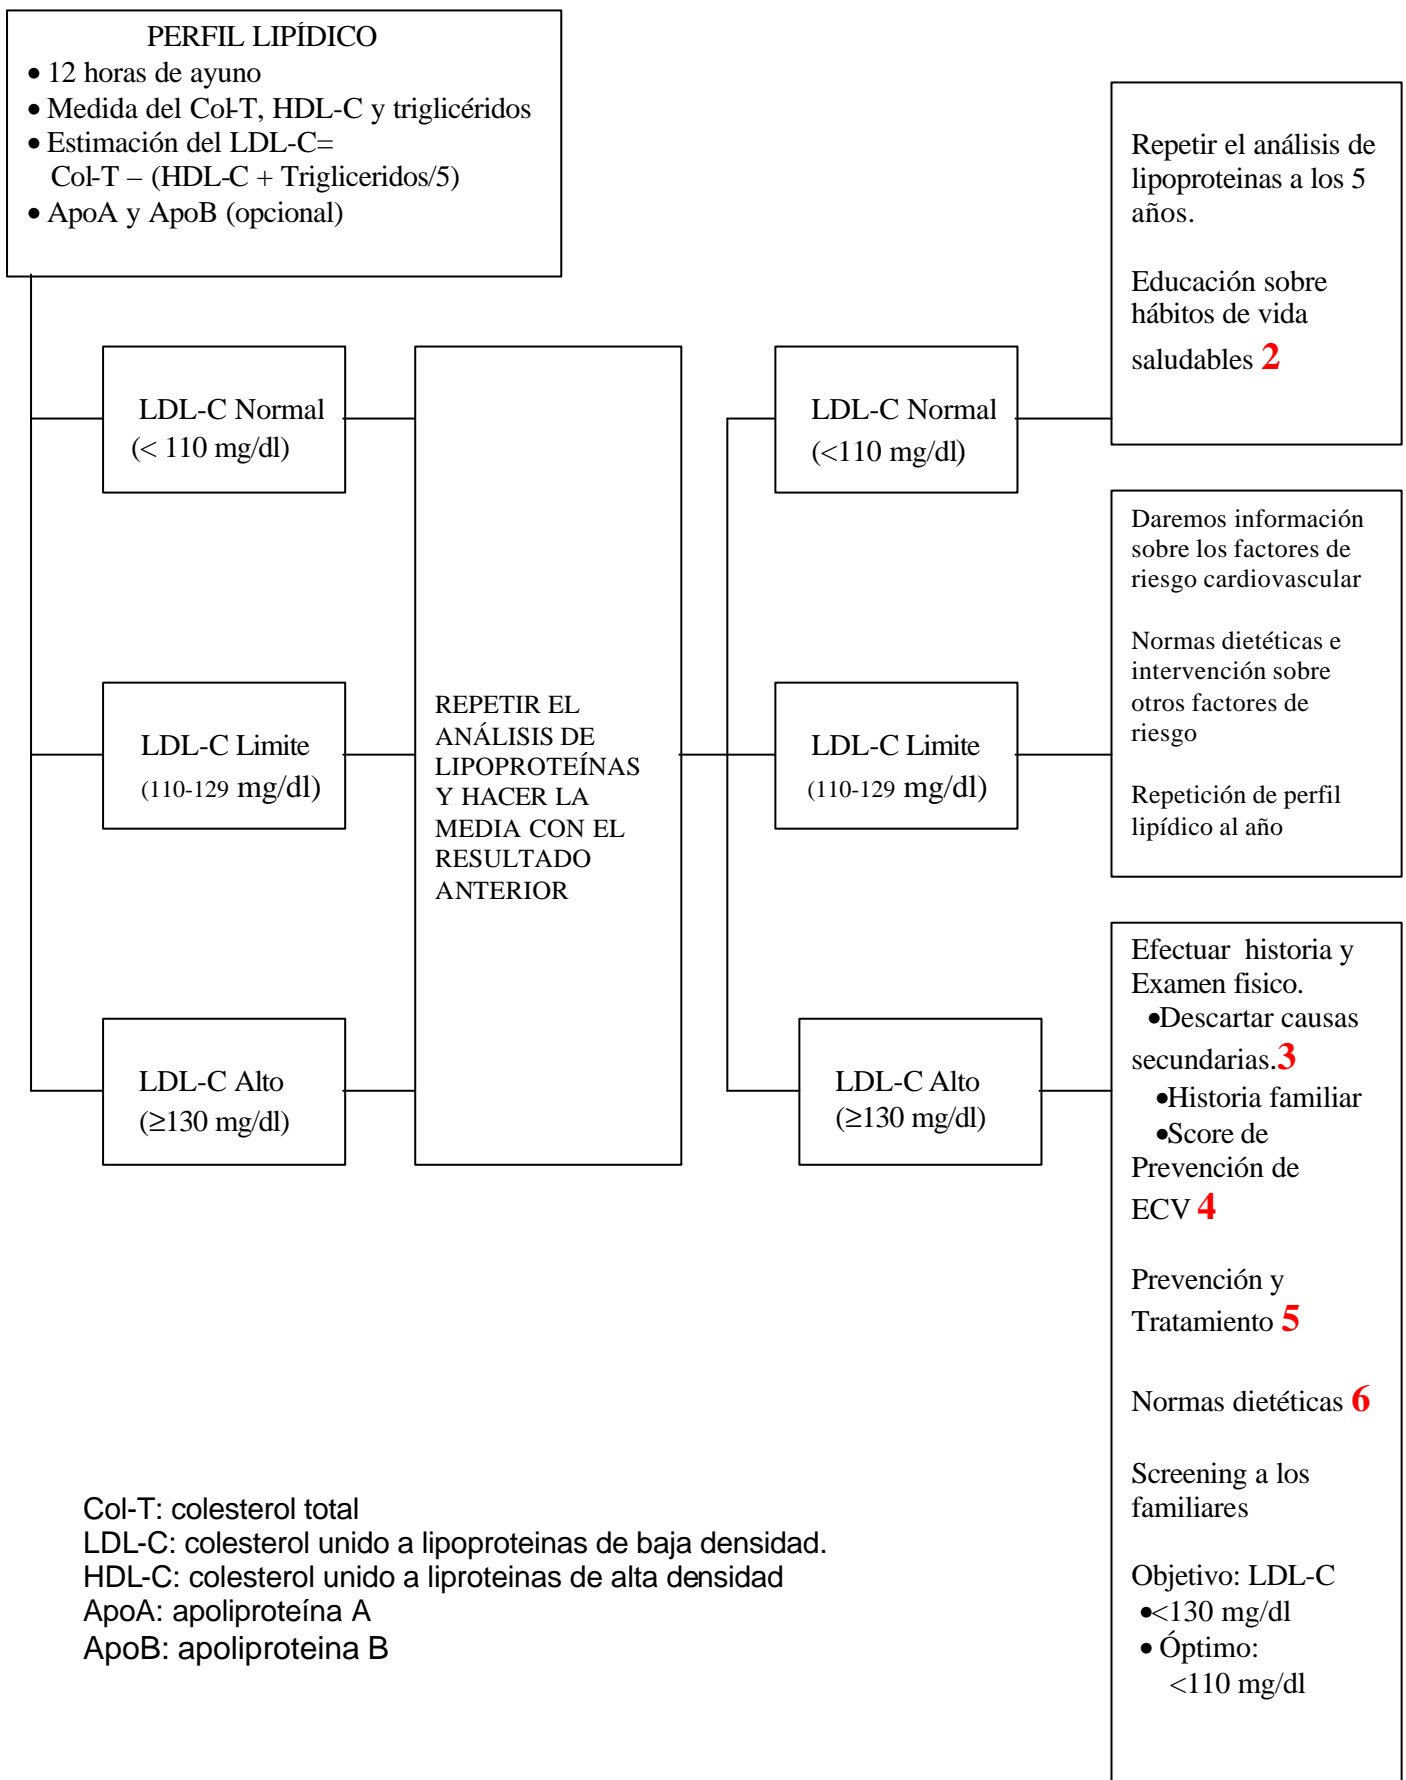 PERFIL LIPÍDICO
• 12 horas de ayuno
• Medida del Col-T, HDL-C y triglicéridos
• Estimación del LDL-C=
Col-T – (HDL-C + Trigliceridos/5)
• ApoA y ApoB (opcional)
LDL-C Normal
(< 110 mg/dl)
LDL-C Limite
(110-129 mg/dl)
LDL-C Alto
(≥130 mg/dl)
REPETIR EL
ANÁLISIS DE
LIPOPROTEÍNAS
Y HACER LA
MEDIA CON EL
RESULTADO
ANTERIOR
LDL-C Normal
(<110 mg/dl)
LDL-C Limite
(110-129 mg/dl)
LDL-C Alto
(≥130 mg/dl)
Repetir el análisis de
lipoproteinas a los 5
años.
Educación sobre
hábitos de vida
saludables 2
Daremos información
sobre los factores de
riesgo cardiovascular
Normas dietéticas e
intervención sobre
otros factores de
riesgo
Repetición de perfil
lipídico al año
Efectuar historia y
Examen fisico.
•Descartar causas
secundarias.3
•Historia familiar
•Score de
Prevención de
ECV 4
Prevención y
Tratamiento 5
Normas dietéticas 6
Screening a los
familiares
Objetivo: LDL-C
•<130 mg/dl
• Óptimo:
<110 mg/dl
Col-T: colesterol total
LDL-C: colesterol unido a lipoproteinas de baja densidad.
HDL-C: colesterol unido a liproteinas de alta densidad
ApoA: apoliproteína A
ApoB: apoliproteina B